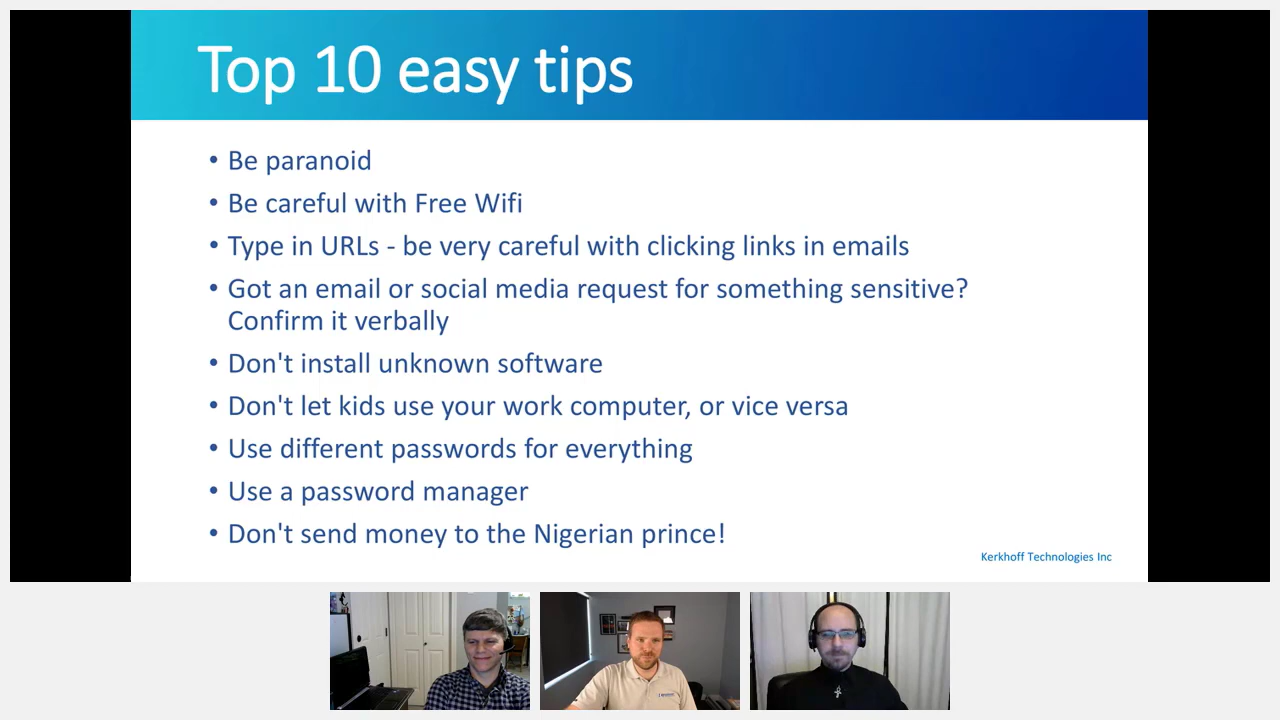 Top 10 easy tips
• Be paranoid
• Be careful with Free Wifi
• Type in URLs - be very careful with clicking links in emails
• Got an email or social media request for something sensitive?
Confirm it verbally
• Don't install unknown software
• Don't let kids use your work computer, or vice versa
• Use different passwords for everything
• Use a password manager
• Don't send money to the Nigerian prince!
Kerkhoff Technologies Inc